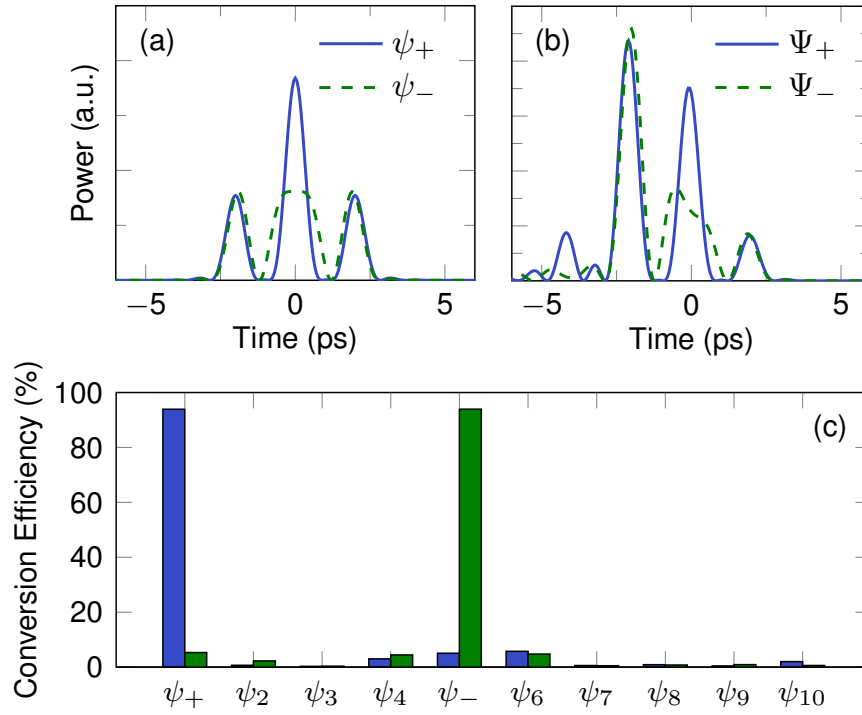 (a)
ψ+
ψ−
Power (a.u.)
−5 0 5
Time (ps)
(b)
Ψ+
Ψ−
−5 0 5
Time (ps)
Conversion Efficiency (%)
100
80
60
40
20
0
(c)
ψ+ ψ2 ψ3 ψ4 ψ− ψ6 ψ7 ψ8 ψ9 ψ10